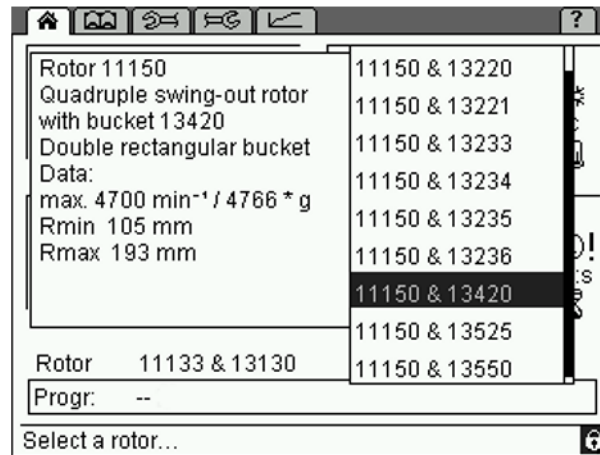 ?
Rotor 11150
Quadruple swing-out rotor
with bucket 13420
Double rectangular bucket
Data:
max. 4700 min⁻¹ / 4766 * g
Rmin 105 mm
Rmax 193 mm
11150 & 13220
11150 & 13221
11150 & 13233
11150 & 13234
11150 & 13235
11150 & 13236
11150 & 13420
11150 & 13525
11150 & 13550
Rotor 11133 & 13130
Progr: --
Select a rotor...